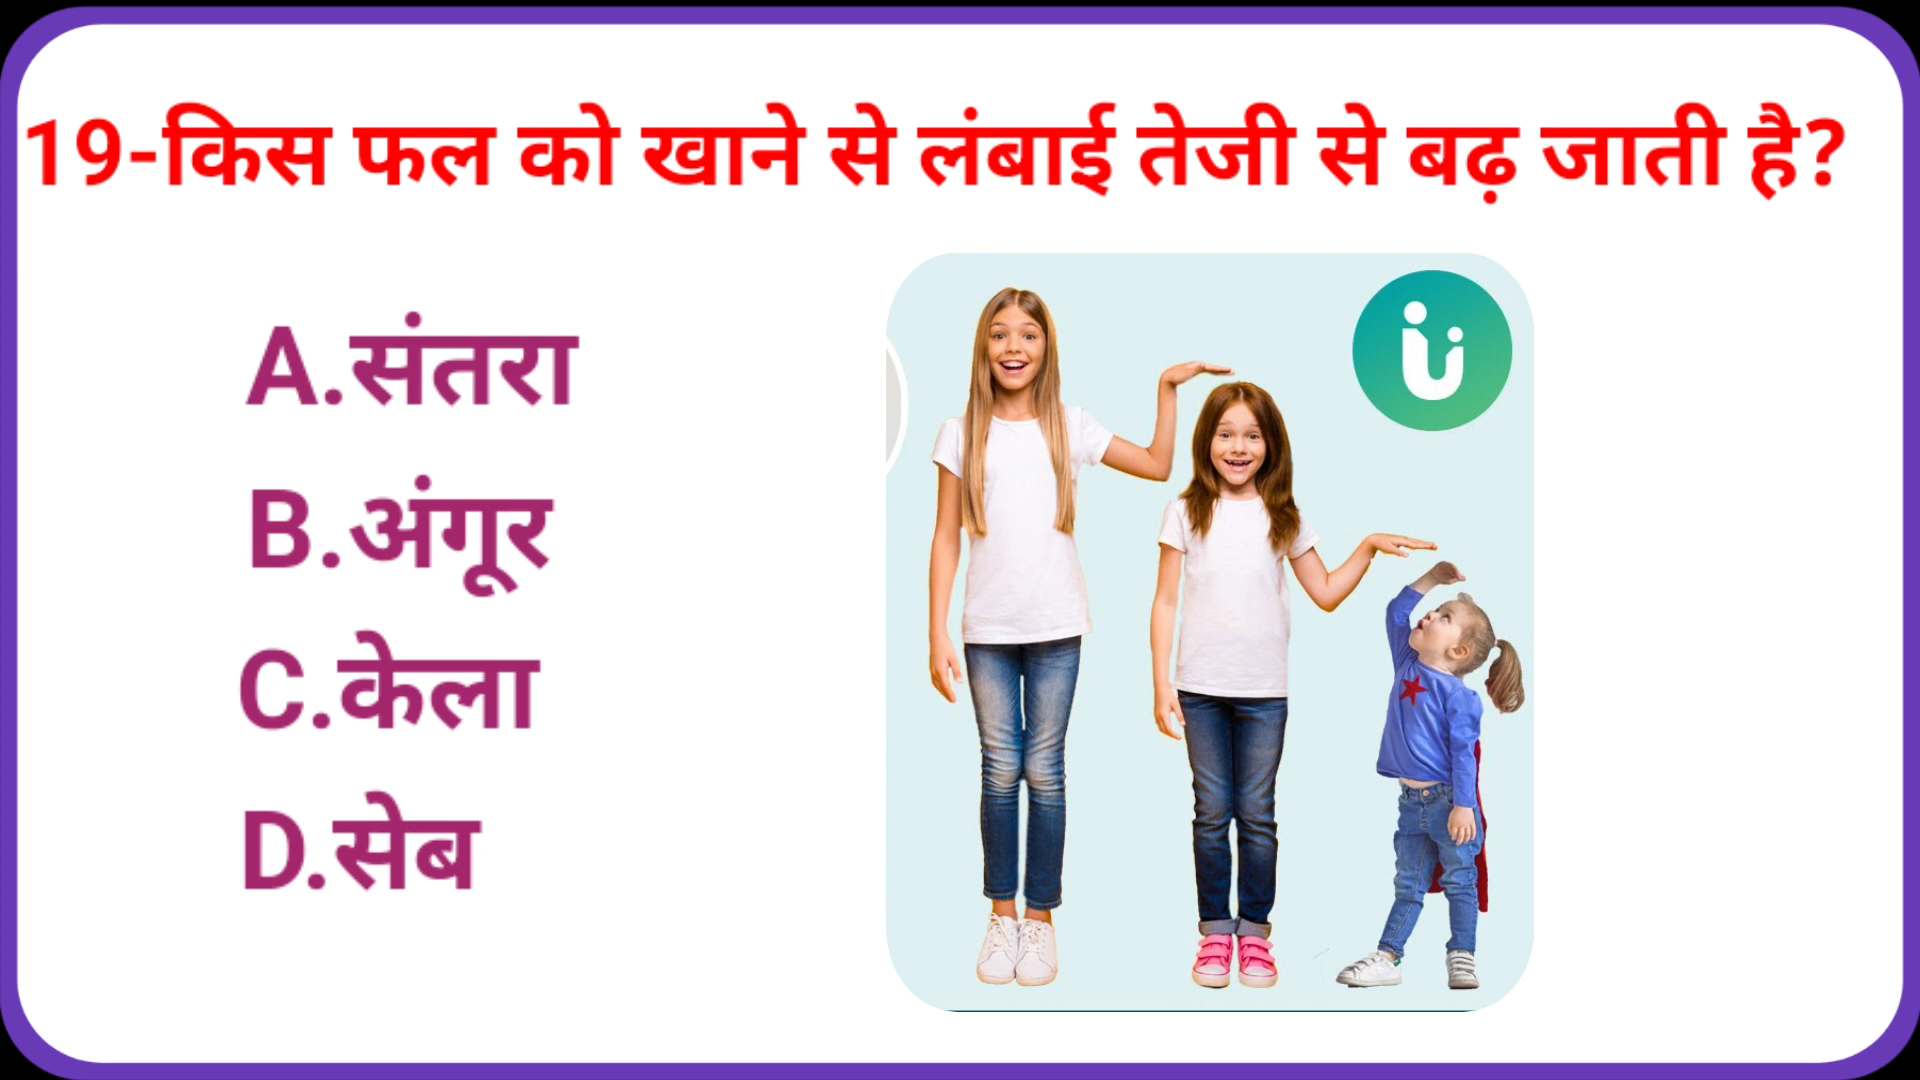 19-किस फल को खाने से लंबाई तेजी से बढ़ जाती है?
A.संतरा
B.अंगूर
C.केला
D.सेब